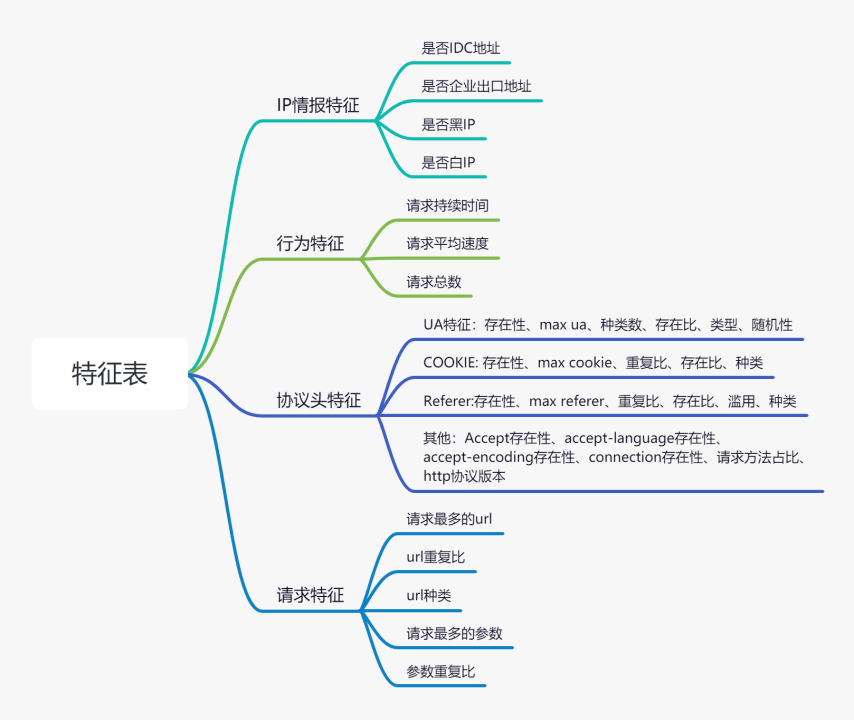 特征表
IP情报特征
是否IDC地址
是否企业出口地址
是否黑IP
是否白IP
行为特征
请求持续时间
请求平均速度
请求总数
协议头特征
UA特征：存在性、max ua、种类数、存在比、类型、随机性
COOKIE: 存在性、max cookie、重复比、存在比、种类
Referer:存在性、max referer、重复比、存在比、滥用、种类
其他：Accept存在性、accept-language存在性、
accept-encoding存在性、connection存在性、请求方法占比、
http协议版本
请求特征
请求最多的url
url重复比
url种类
请求最多的参数
参数重复比